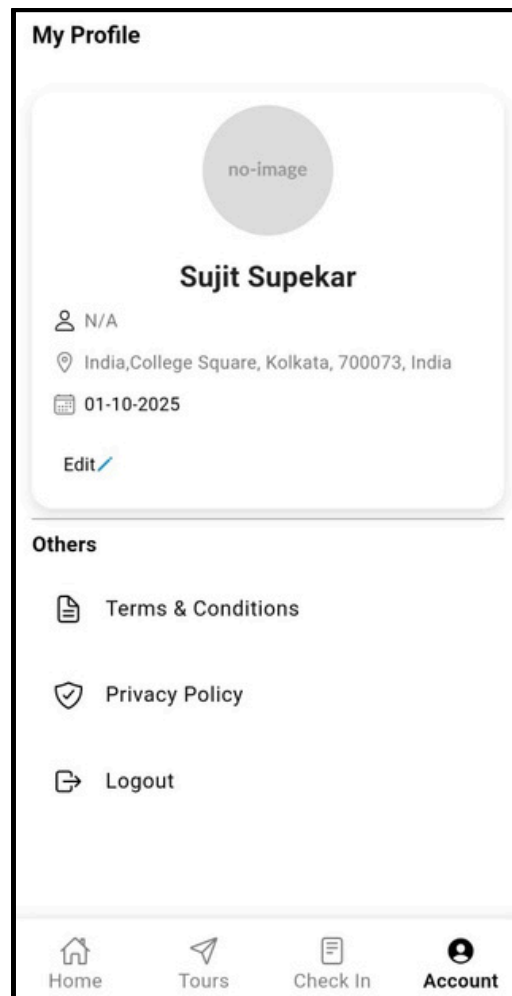 My Profile
no-image
Sujit Supekar
N/A
India,College Square, Kolkata, 700073, India
01-10-2025
Edit
Others
Terms & Conditions
Privacy Policy
Logout
Home Tours Check In Account